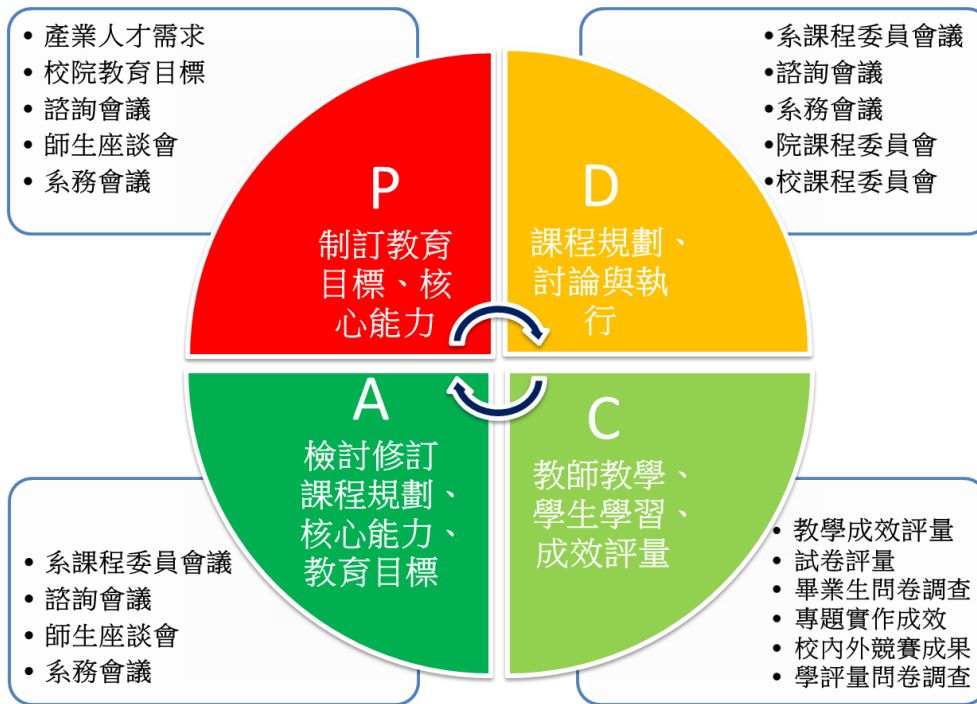 • 產業人才需求
• 校院教育目標
• 諮詢會議
• 師生座談會
• 系務會議
•系課程委員會議
•諮詢會議
•系務會議
•院課程委員會
•校課程委員會
P
制訂教育
目標、核
心能力
D
課程規劃、
討論與執
行
A
檢討修訂
課程規劃、
核心能力、
教育目標
C
教師教學、
學生學習、
成效評量
• 系課程委員會議
• 諮詢會議
• 師生座談會
• 系務會議
• 教學成效評量
• 試卷評量
• 畢業生問卷調查
• 專題實作成效
• 校內外競賽成果
• 學評量問卷調查